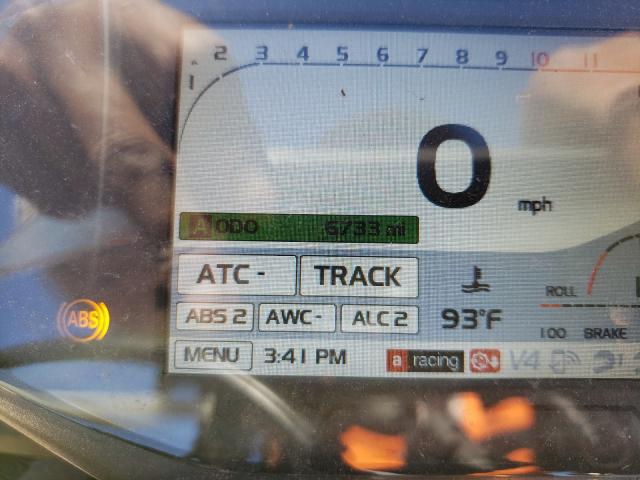 1 2 3 4 5 6 7 8 9 10 11
0 mph
A ODO 6733 mi
ATC - TRACK
ROLL
ABS ABS 2 AWC- ALC 2 93°F
100 BRAKE
MENU 3:41 PM a racing V4